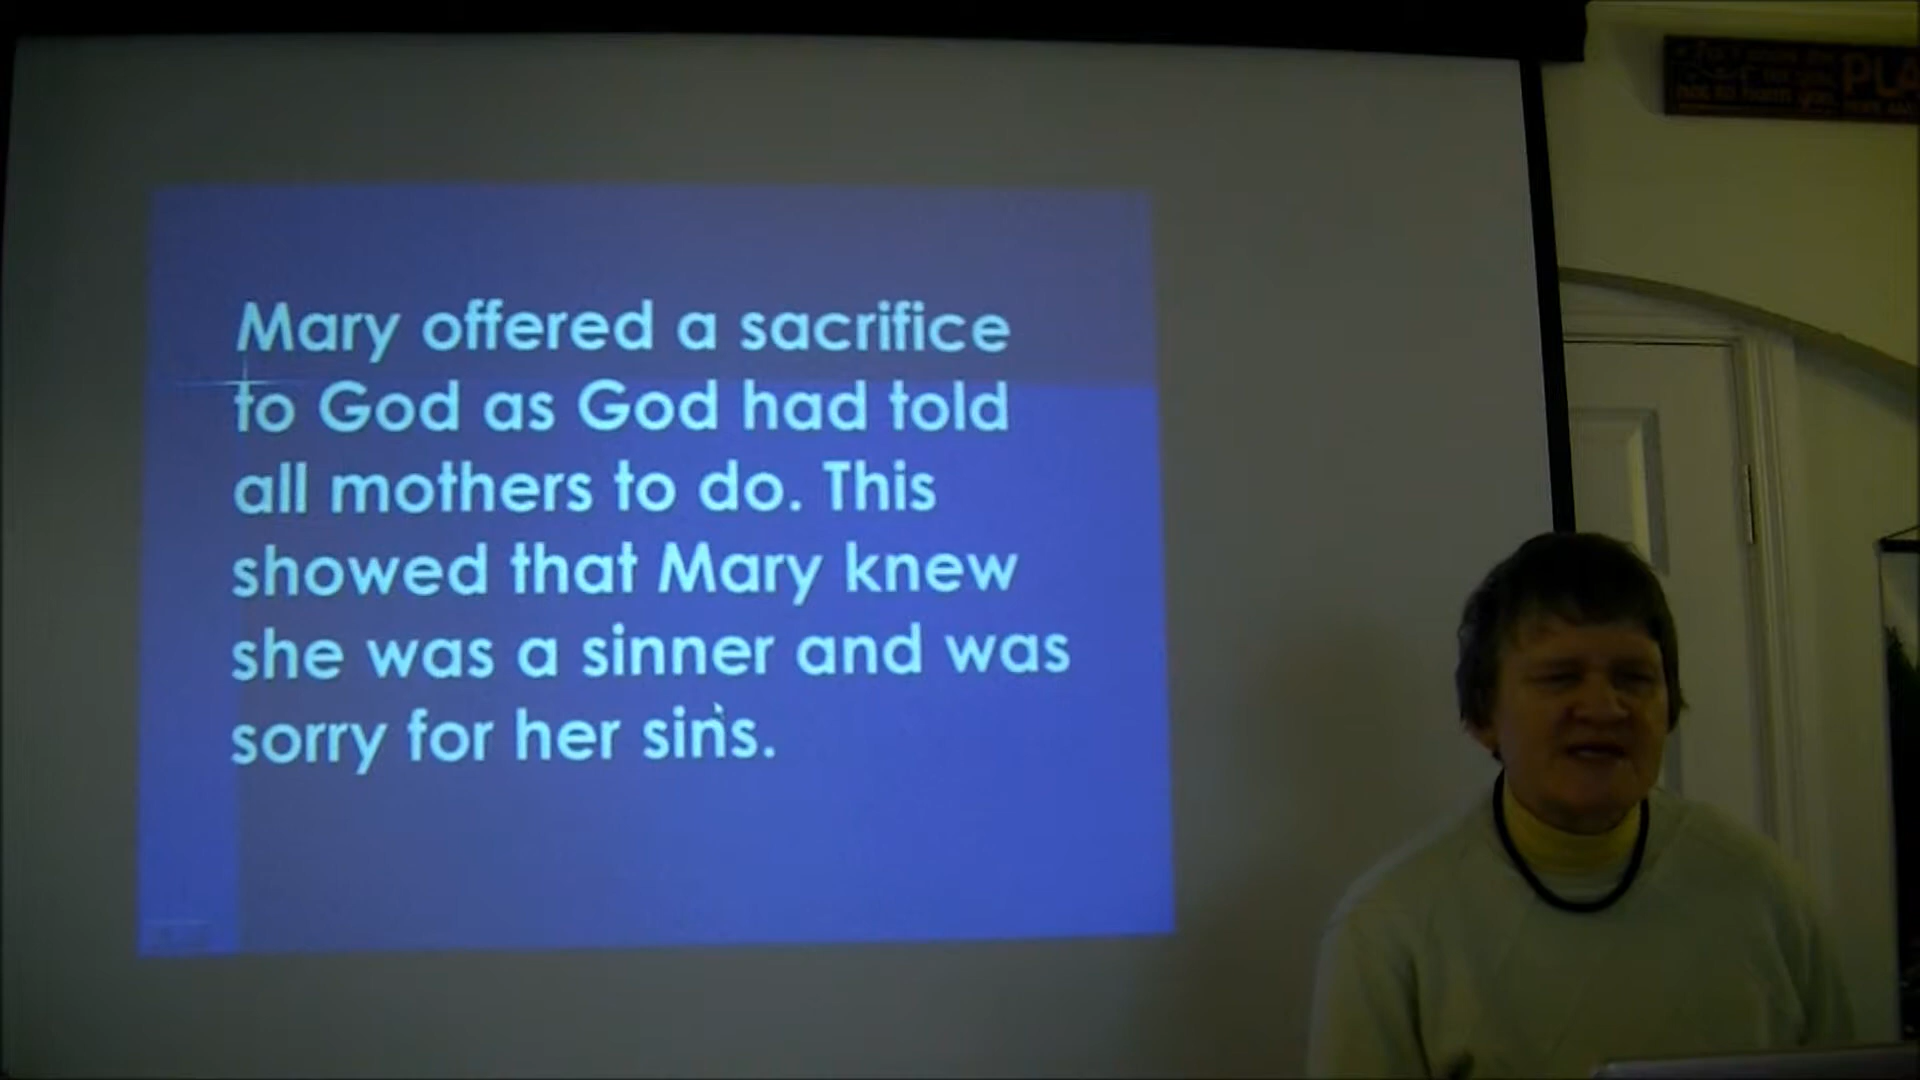 Mary offered a sacrifice
to God as God had told
all mothers to do. This
showed that Mary knew
she was a sinner and was
sorry for her sins.
PLA